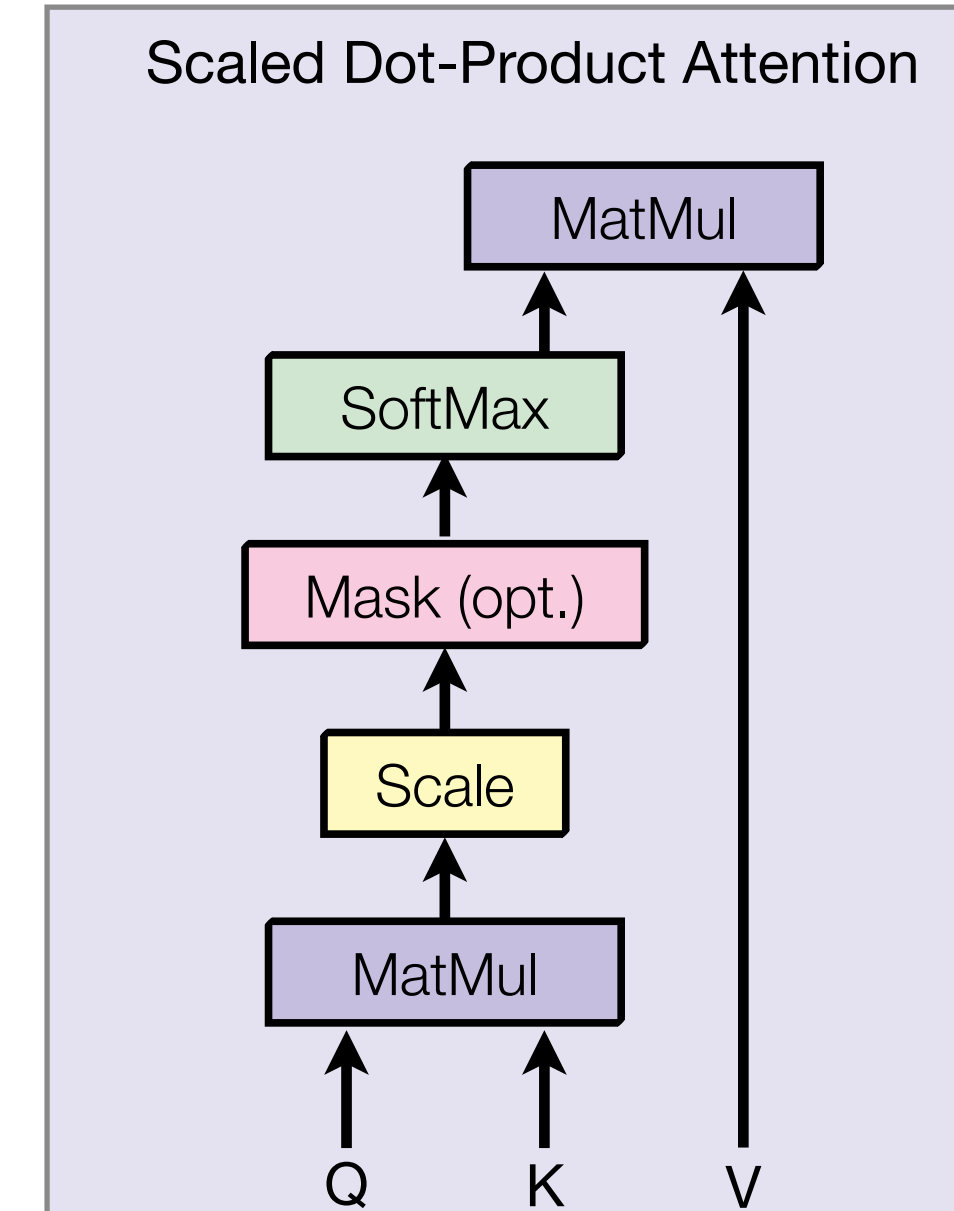 Scaled Dot-Product Attention
MatMul
SoftMax
Mask (opt.)
Scale
MatMul
Q K V